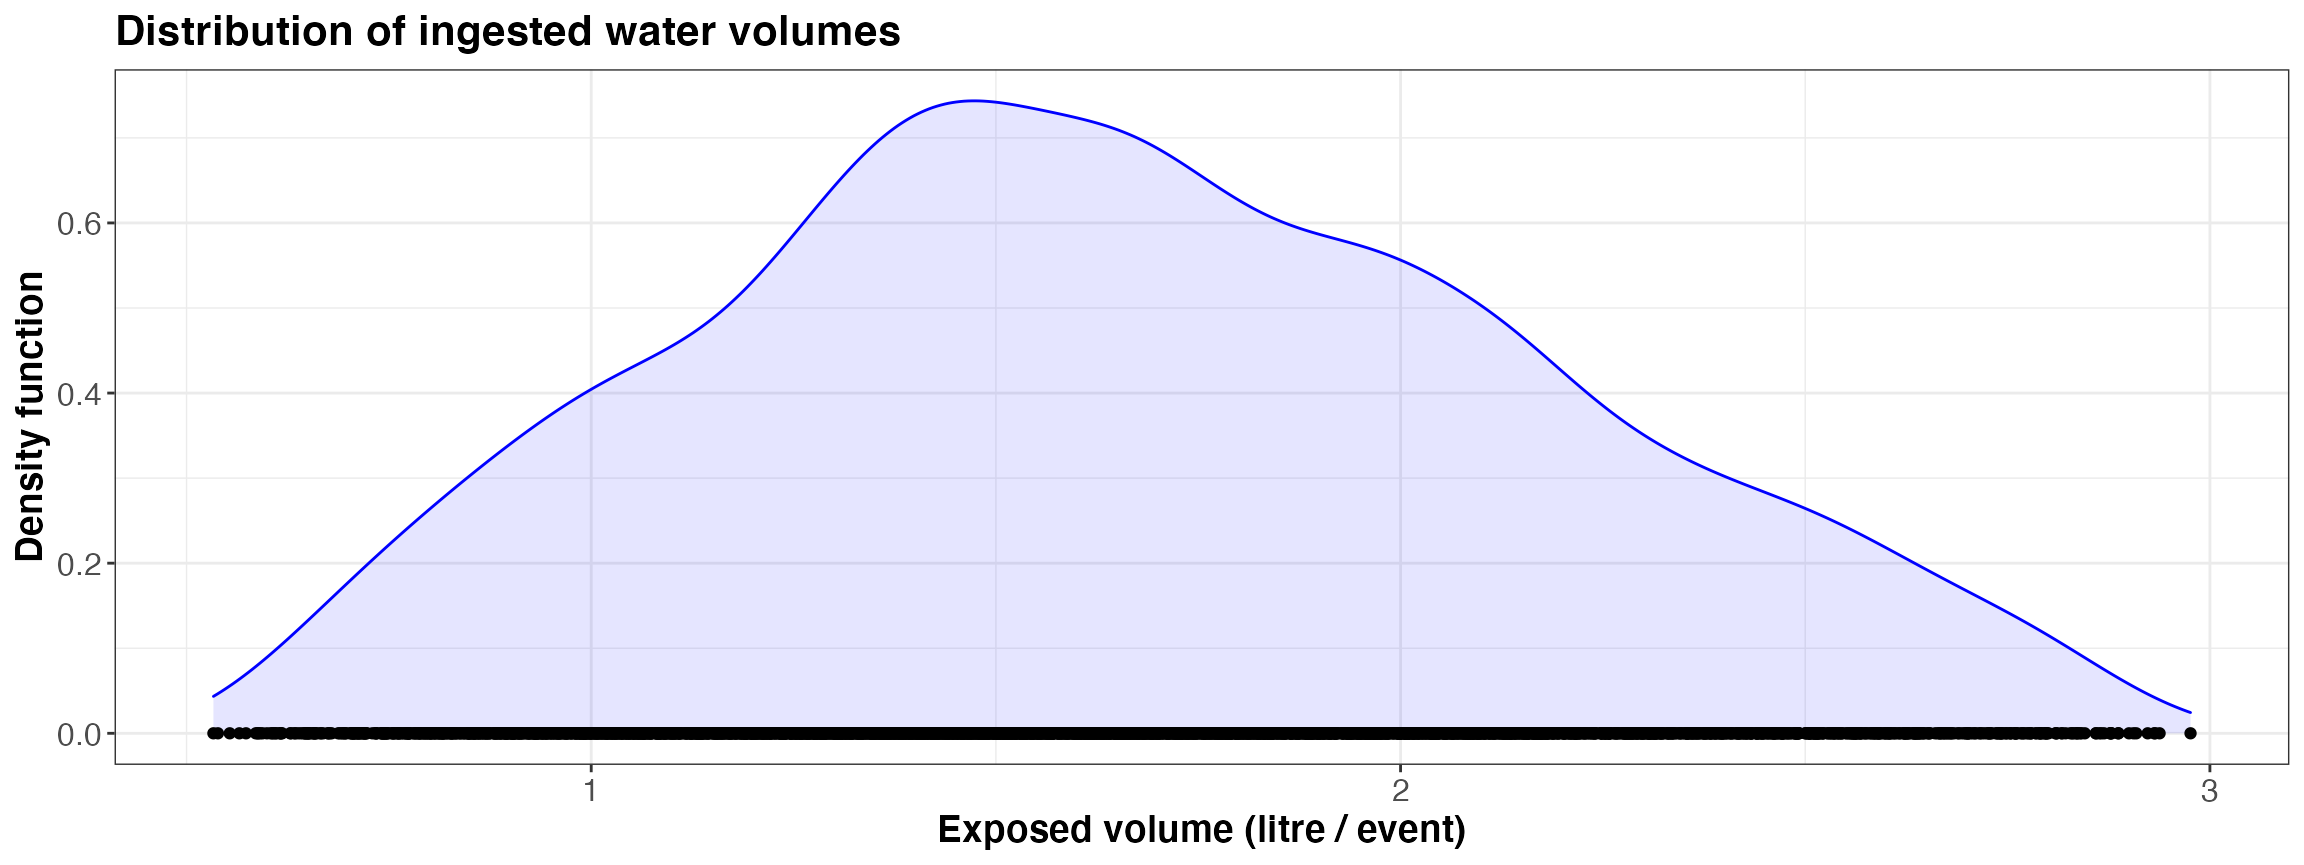 Distribution of ingested water volumes
Density function
0.6
0.4
0.2
0.0
1 2 3
Exposed volume (litre / event)